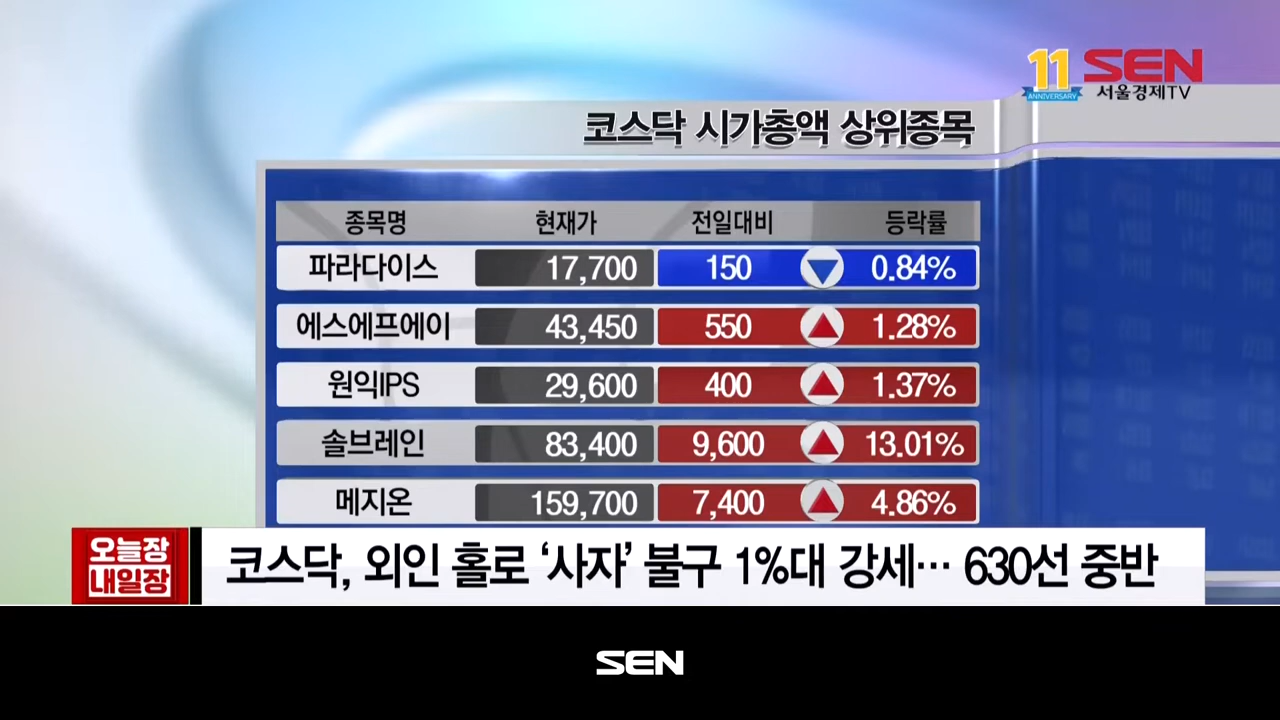 11 SEN
ANNIVERSARY 서울경제TV
코스닥 시가총액 상위종목
종목명 현재가 전일대비 등락률
파라다이스 17,700 150 ▼ 0.84%
에스에프에이 43,450 550 ▲ 1.28%
원익IPS 29,600 400 ▲ 1.37%
솔브레인 83,400 9,600 ▲ 13.01%
메지온 159,700 7,400 ▲ 4.86%
오늘장
내일장
코스닥, 외인 홀로 ‘사자’ 불구 1%대 강세… 630선 중반
SEN